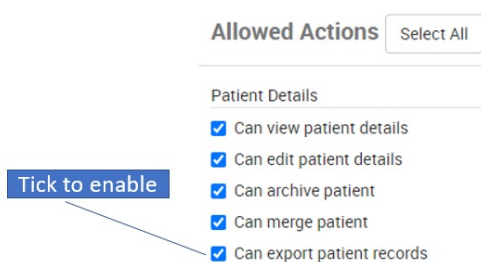 Allowed Actions Select All
Patient Details
Can view patient details
Can edit patient details
Can archive patient
Tick to enable
Can merge patient
Can export patient records